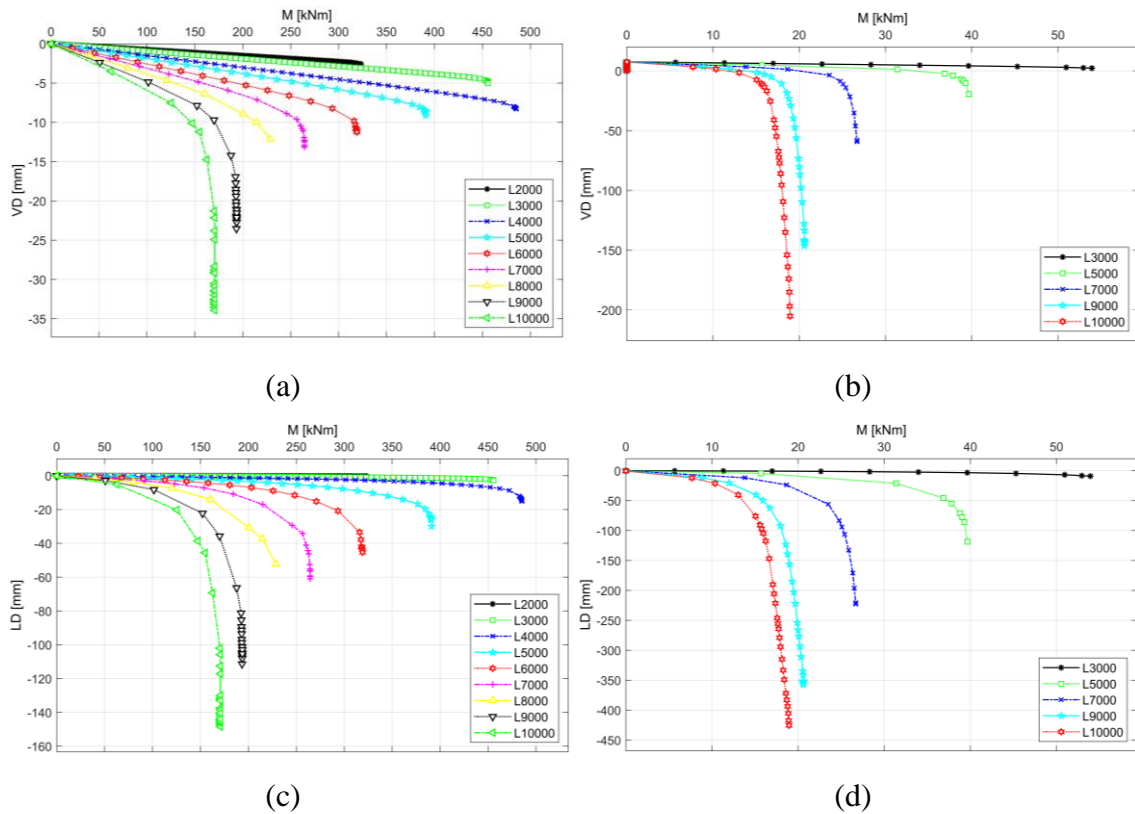 M [kNm]
0 50 100 150 200 250 300 350 400 450 500
0
-5
-10
-15
-20
-25
-30
-35
VD [mm]
L2000
L3000
L4000
L5000
L6000
L7000
L8000
L9000
L10000
(a)
M [kNm]
0 10 20 30 40 50
0
-50
-100
-150
-200
VD [mm]
L3000
L5000
L7000
L9000
L10000
(b)
M [kNm]
0 50 100 150 200 250 300 350 400 450 500
0
-20
-40
-60
-80
-100
-120
-140
-160
LD [mm]
L2000
L3000
L4000
L5000
L6000
L7000
L8000
L9000
L10000
(c)
M [kNm]
0 10 20 30 40 50
0
-50
-100
-150
-200
-250
-300
-350
-400
-450
LD [mm]
L3000
L5000
L7000
L9000
L10000
(d)